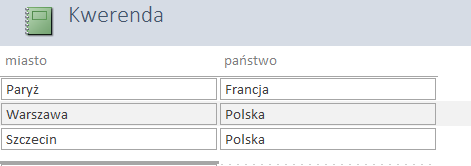 Kwerenda
miasto państwo
Paryż Francja
Warszawa Polska
Szczecin Polska